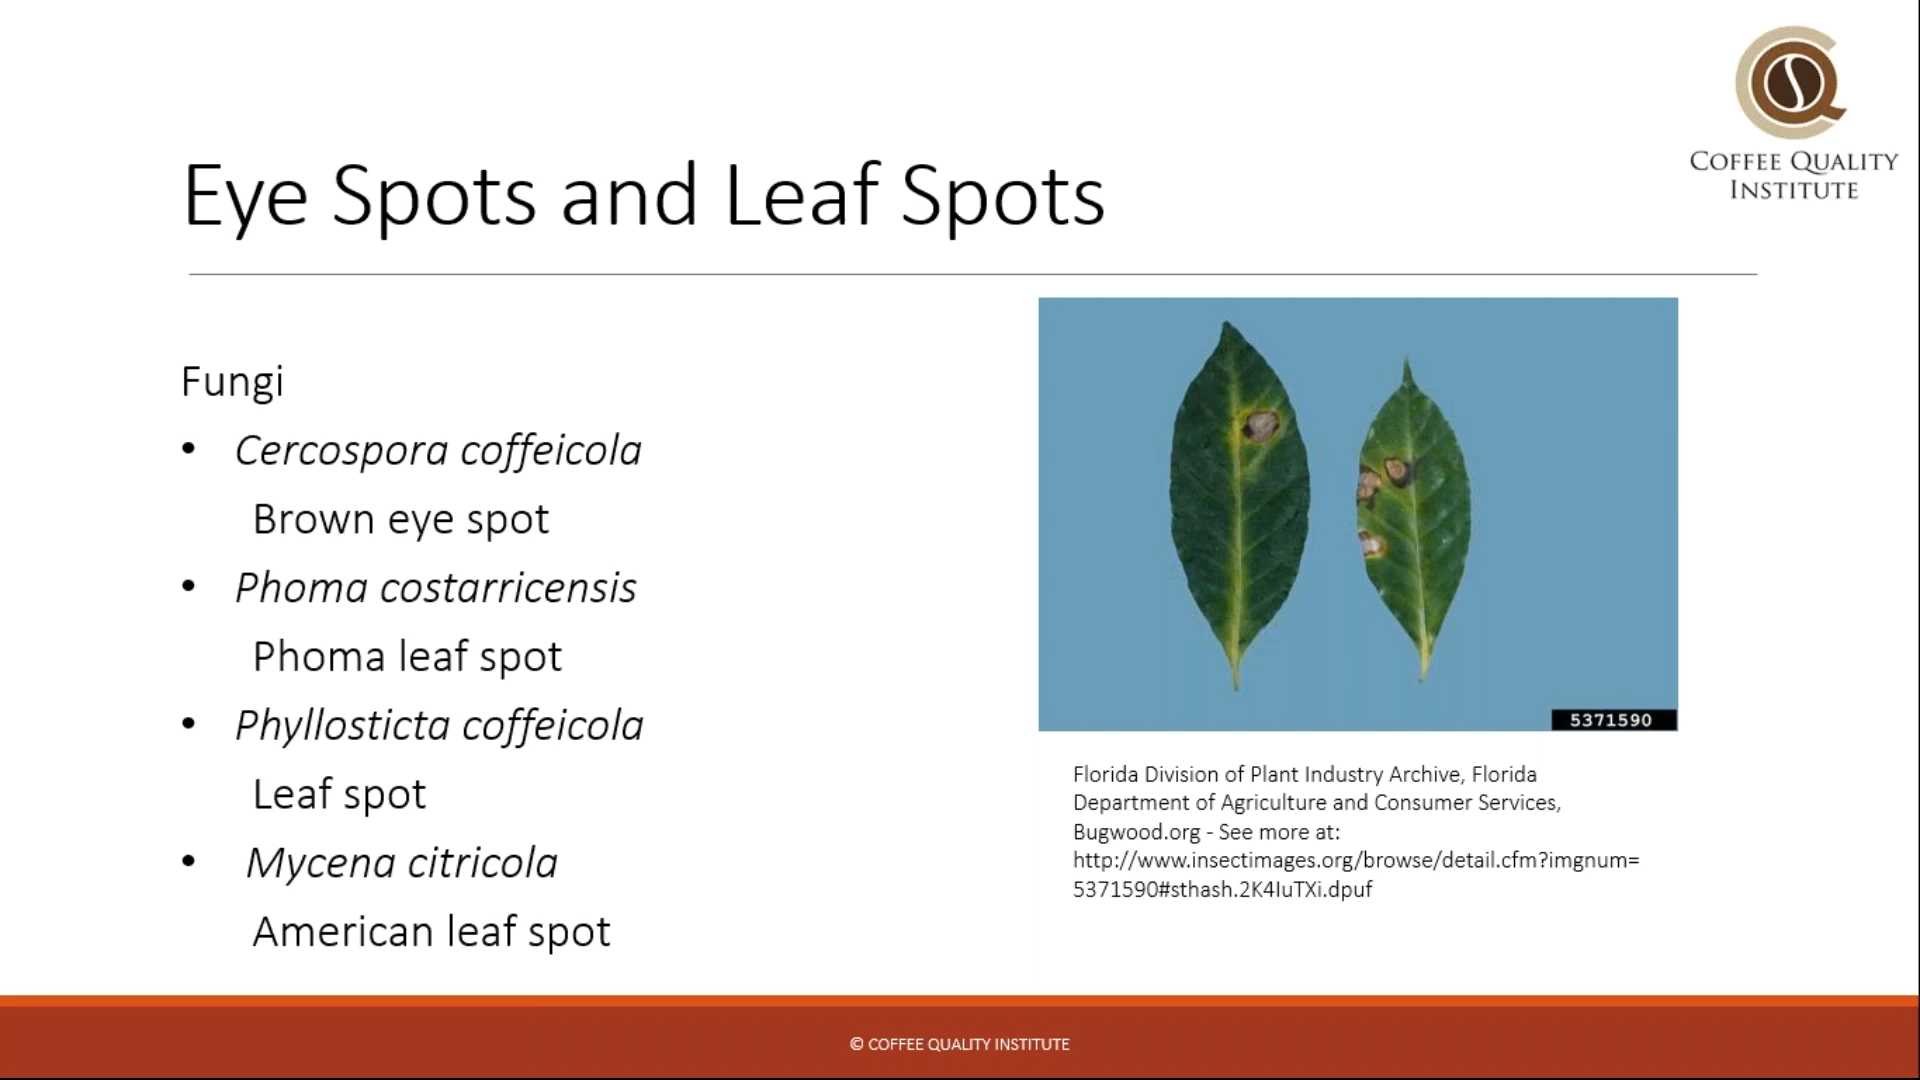 COFFEE QUALITY
INSTITUTE
Eye Spots and Leaf Spots
Fungi
• Cercospora coffeicola
Brown eye spot
• Phoma costarricensis
Phoma leaf spot
• Phyllosticta coffeicola
Leaf spot
• Mycena citricola
American leaf spot
5371590
Florida Division of Plant Industry Archive, Florida
Department of Agriculture and Consumer Services,
Bugwood.org - See more at:
http://www.insectimages.org/browse/detail.cfm?imgnum=
5371590#sthash.2K4IuTXi.dpuf
© COFFEE QUALITY INSTITUTE